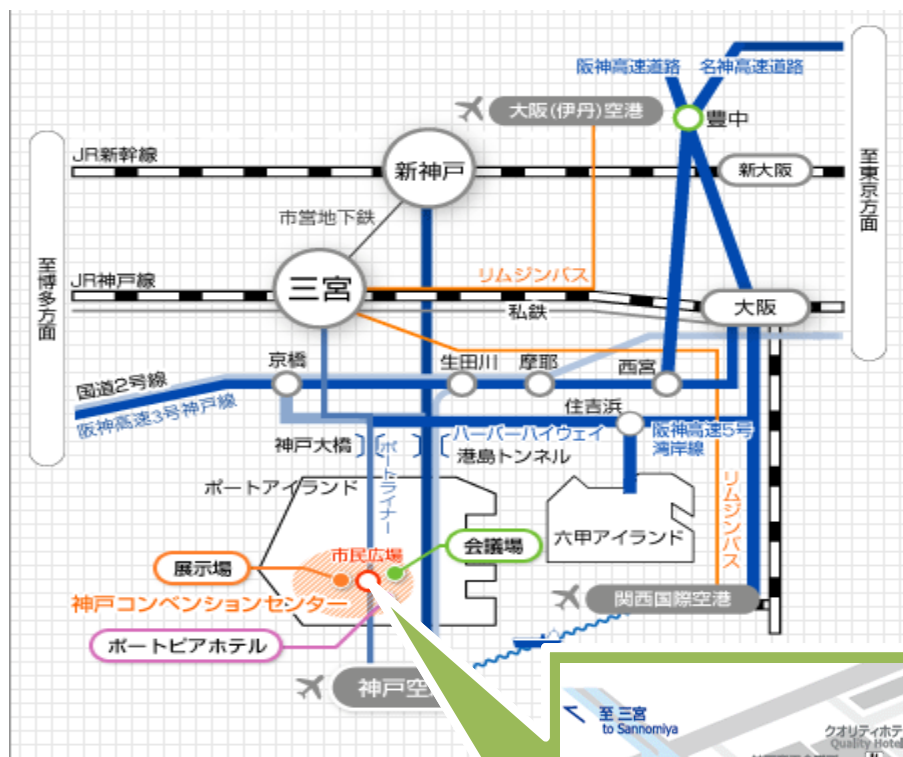 阪神高速道路
名神高速道路
大阪(伊丹)空港
豊中
至東京方面
JR新幹線
新神戸
新大阪
市営地下鉄
至博多方面
JR神戸線
三宮
リムジンバス
私鉄
大阪
京橋
生田川
摩耶
西宮
国道2号線
阪神高速3号神戸線
住吉浜
神戸大橋
ポートライナー
ハーバーハイウェイ
港島トンネル
阪神高速5号
湾岸線
ポートアイランド
リムジンバス
六甲アイランド
市民広場
会議場
展示場
神戸コンベンションセンター
関西国際空港
ポートピアホテル
神戸空
至 三宮
to Sannomiya
クオリティホテ
Quality Hotel